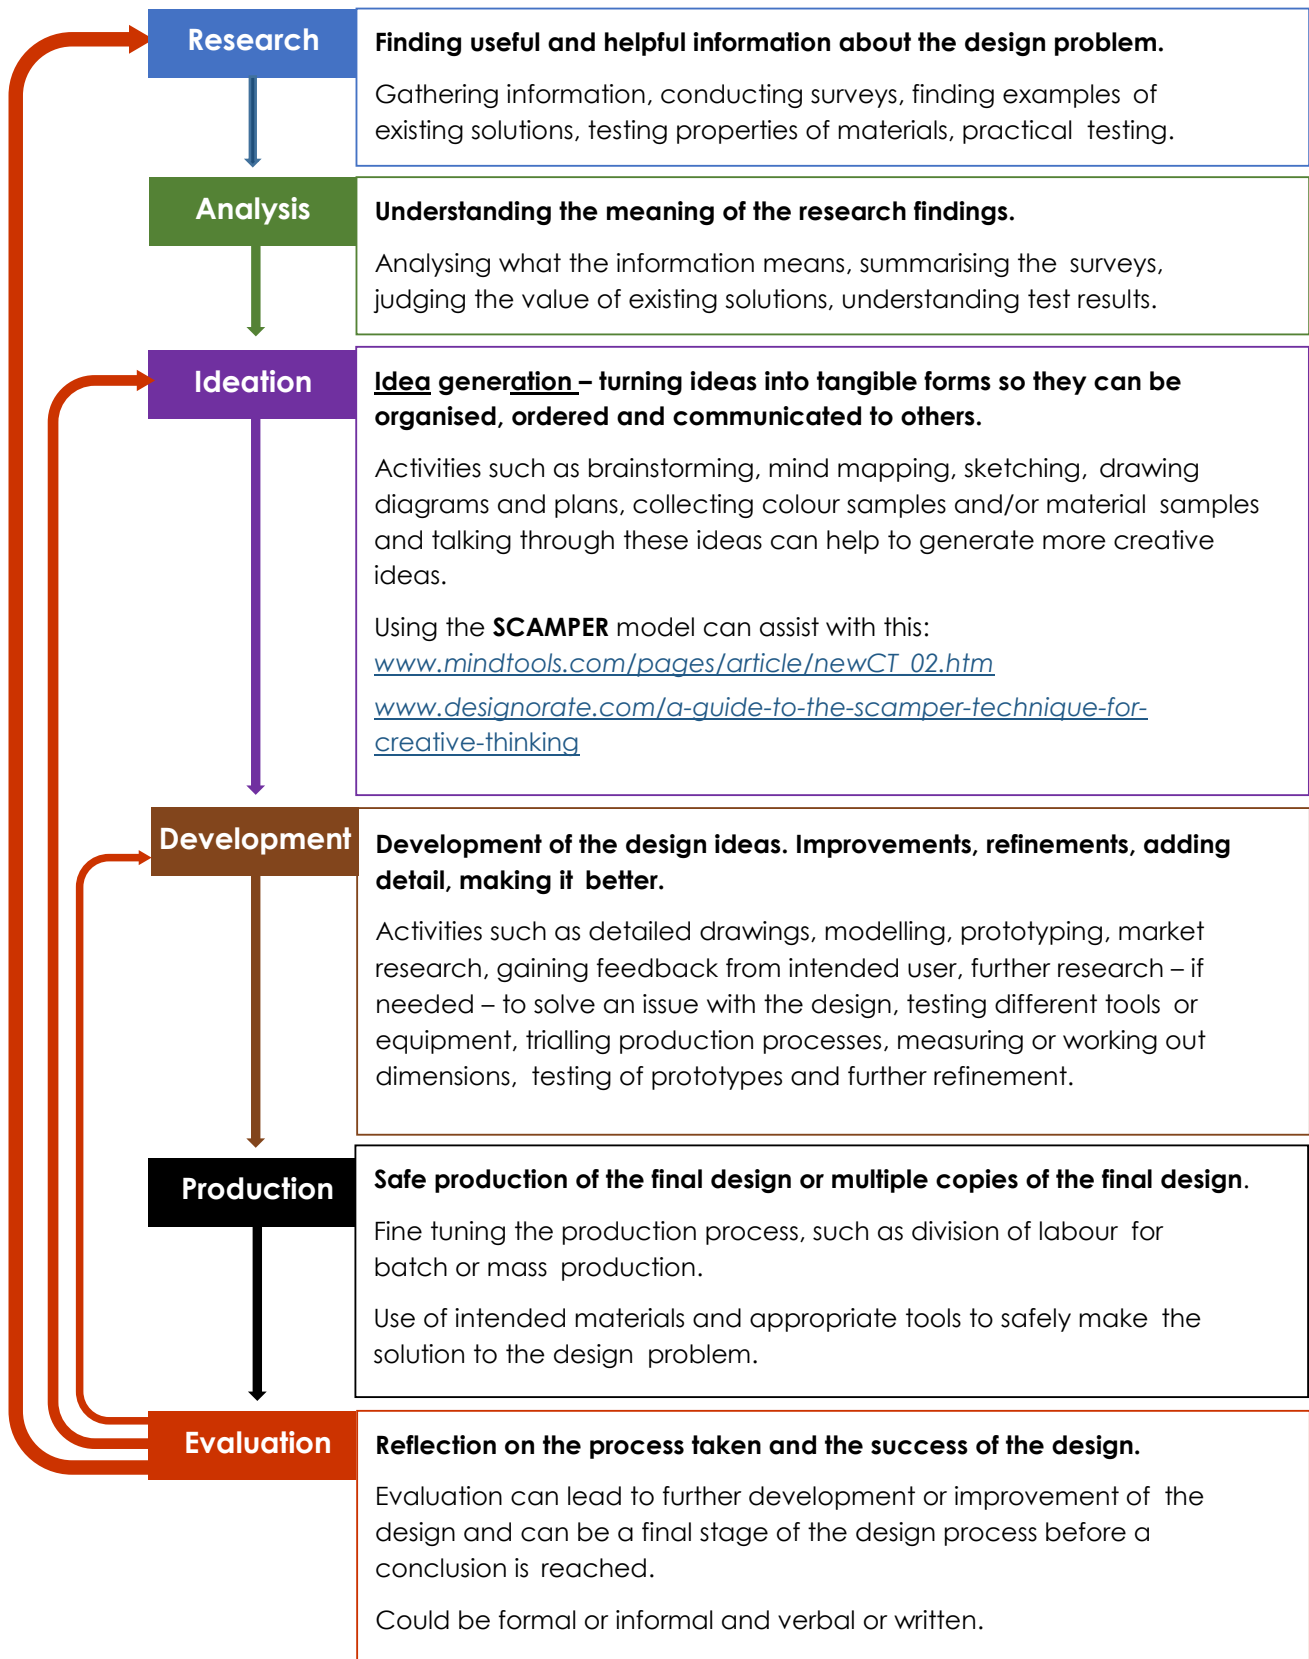 Research
Finding useful and helpful information about the design problem.
Gathering information, conducting surveys, finding examples of
existing solutions, testing properties of materials, practical testing.
Analysis
Understanding the meaning of the research findings.
Analysing what the information means, summarising the surveys,
judging the value of existing solutions, understanding test results.
Ideation
Idea generation – turning ideas into tangible forms so they can be
organised, ordered and communicated to others.
Activities such as brainstorming, mind mapping, sketching, drawing
diagrams and plans, collecting colour samples and/or material samples
and talking through these ideas can help to generate more creative
ideas.
Using the SCAMPER model can assist with this:
www.mindtools.com/pages/article/newCT_02.htm
www.designorate.com/a-guide-to-the-scamper-technique-for-
creative-thinking
Development
Development of the design ideas. Improvements, refinements, adding
detail, making it better.
Activities such as detailed drawings, modelling, prototyping, market
research, gaining feedback from intended user, further research – if
needed – to solve an issue with the design, testing different tools or
equipment, trialling production processes, measuring or working out
dimensions, testing of prototypes and further refinement.
Production
Safe production of the final design or multiple copies of the final design.
Fine tuning the production process, such as division of labour for
batch or mass production.
Use of intended materials and appropriate tools to safely make the
solution to the design problem.
Evaluation
Reflection on the process taken and the success of the design.
Evaluation can lead to further development or improvement of the
design and can be a final stage of the design process before a
conclusion is reached.
Could be formal or informal and verbal or written.